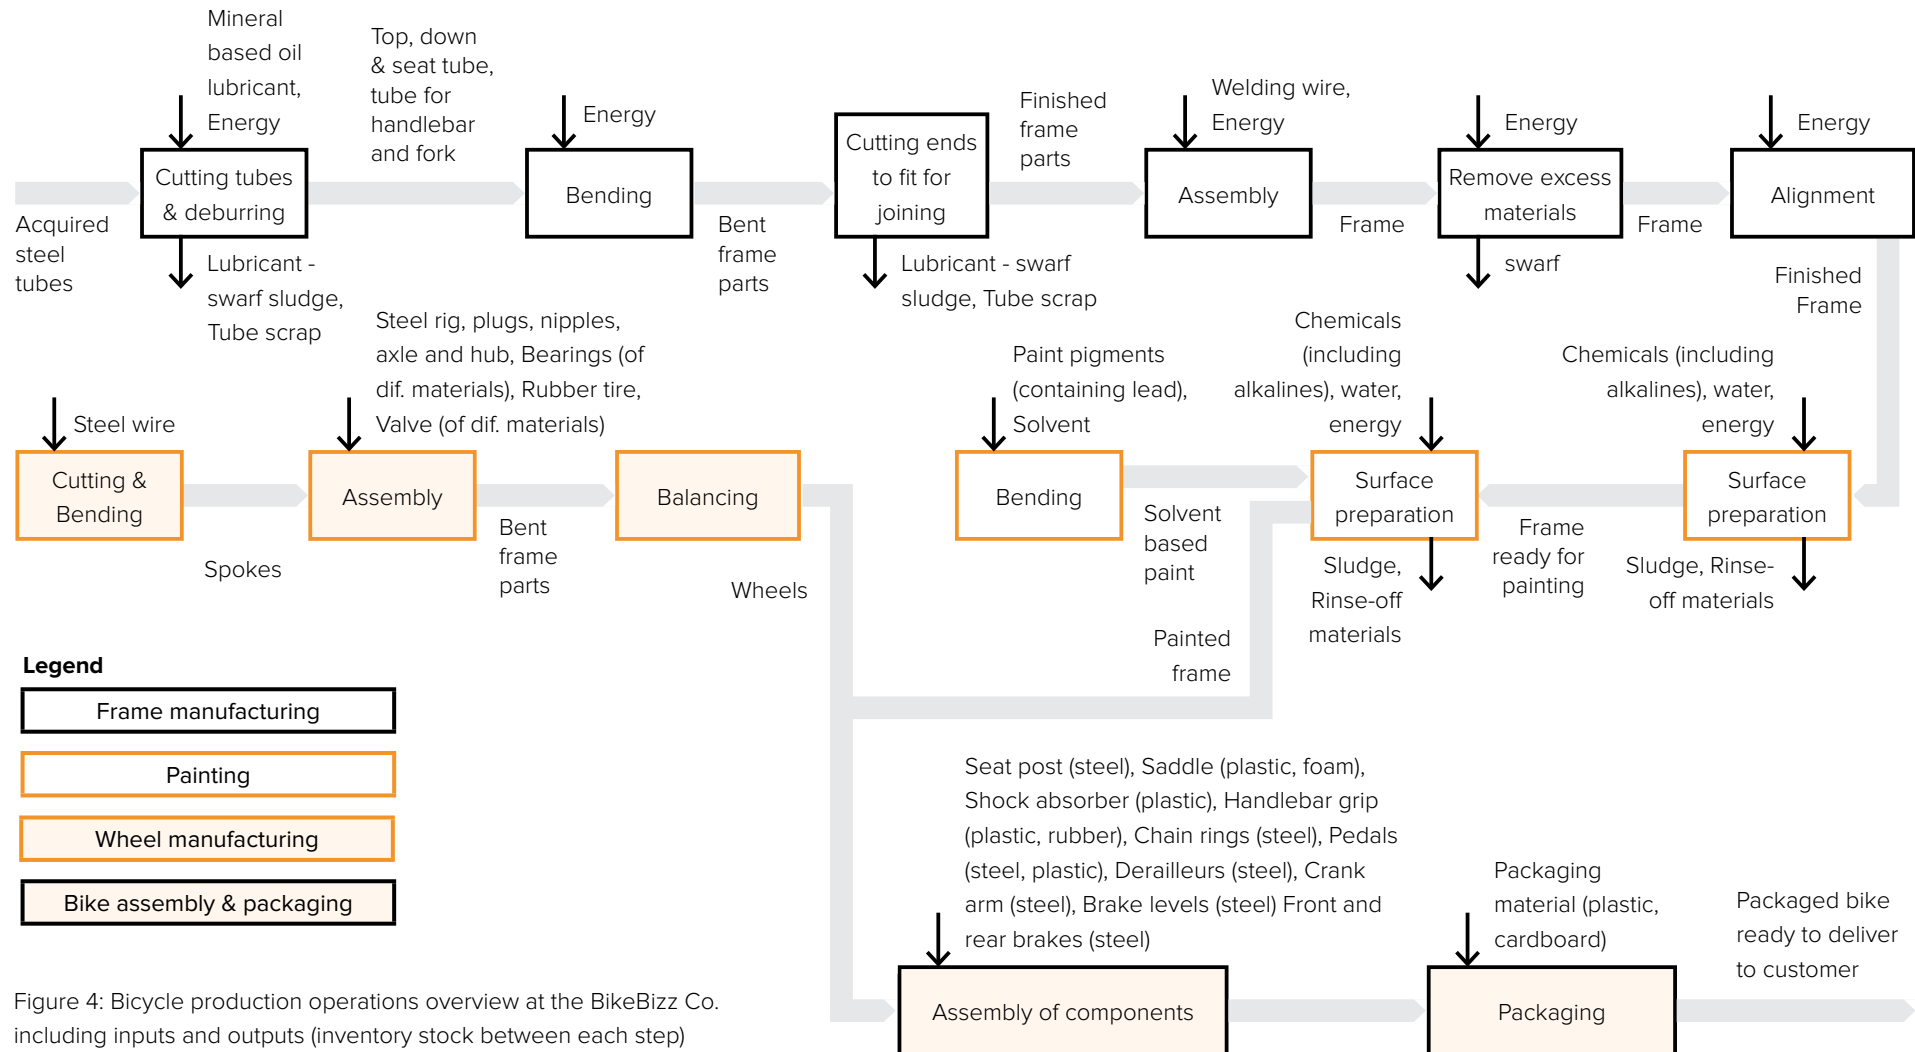 Mineral
based oil
lubricant,
Energy
Top, down
& seat tube,
tube for
handlebar
and fork
Energy
Finished
frame
parts
Welding wire,
Energy
Energy
Energy
Cutting tubes
& deburring
Bending
Cutting ends
to fit for
joining
Assembly
Remove excess
materials
Alignment
Acquired
steel
tubes
Lubricant -
swarf sludge,
Tube scrap
Bent
frame
parts
Lubricant - swarf
sludge, Tube scrap
Frame
swarf
Frame
Finished
Frame
Steel wire
Steel rig, plugs, nipples,
axle and hub, Bearings (of
dif. materials), Rubber tire,
Valve (of dif. materials)
Paint pigments
(containing lead),
Solvent
Chemicals
(including
alkalines), water,
energy
Chemicals (including
alkalines), water,
energy
Cutting &
Bending
Assembly
Balancing
Bending
Surface
preparation
Surface
preparation
Spokes
Bent
frame
parts
Wheels
Solvent
based
paint
Sludge,
Rinse-off
materials
Frame
ready for
painting
Sludge, Rinse-
off materials
Painted
frame
Legend
Frame manufacturing
Painting
Wheel manufacturing
Bike assembly & packaging
Seat post (steel), Saddle (plastic, foam),
Shock absorber (plastic), Handlebar grip
(plastic, rubber), Chain rings (steel), Pedals
(steel, plastic), Derailleurs (steel), Crank
arm (steel), Brake levels (steel) Front and
rear brakes (steel)
Packaging
material (plastic,
cardboard)
Packaged bike
ready to deliver
to customer
Assembly of components
Packaging
Figure 4: Bicycle production operations overview at the BikeBizz Co.
including inputs and outputs (inventory stock between each step)